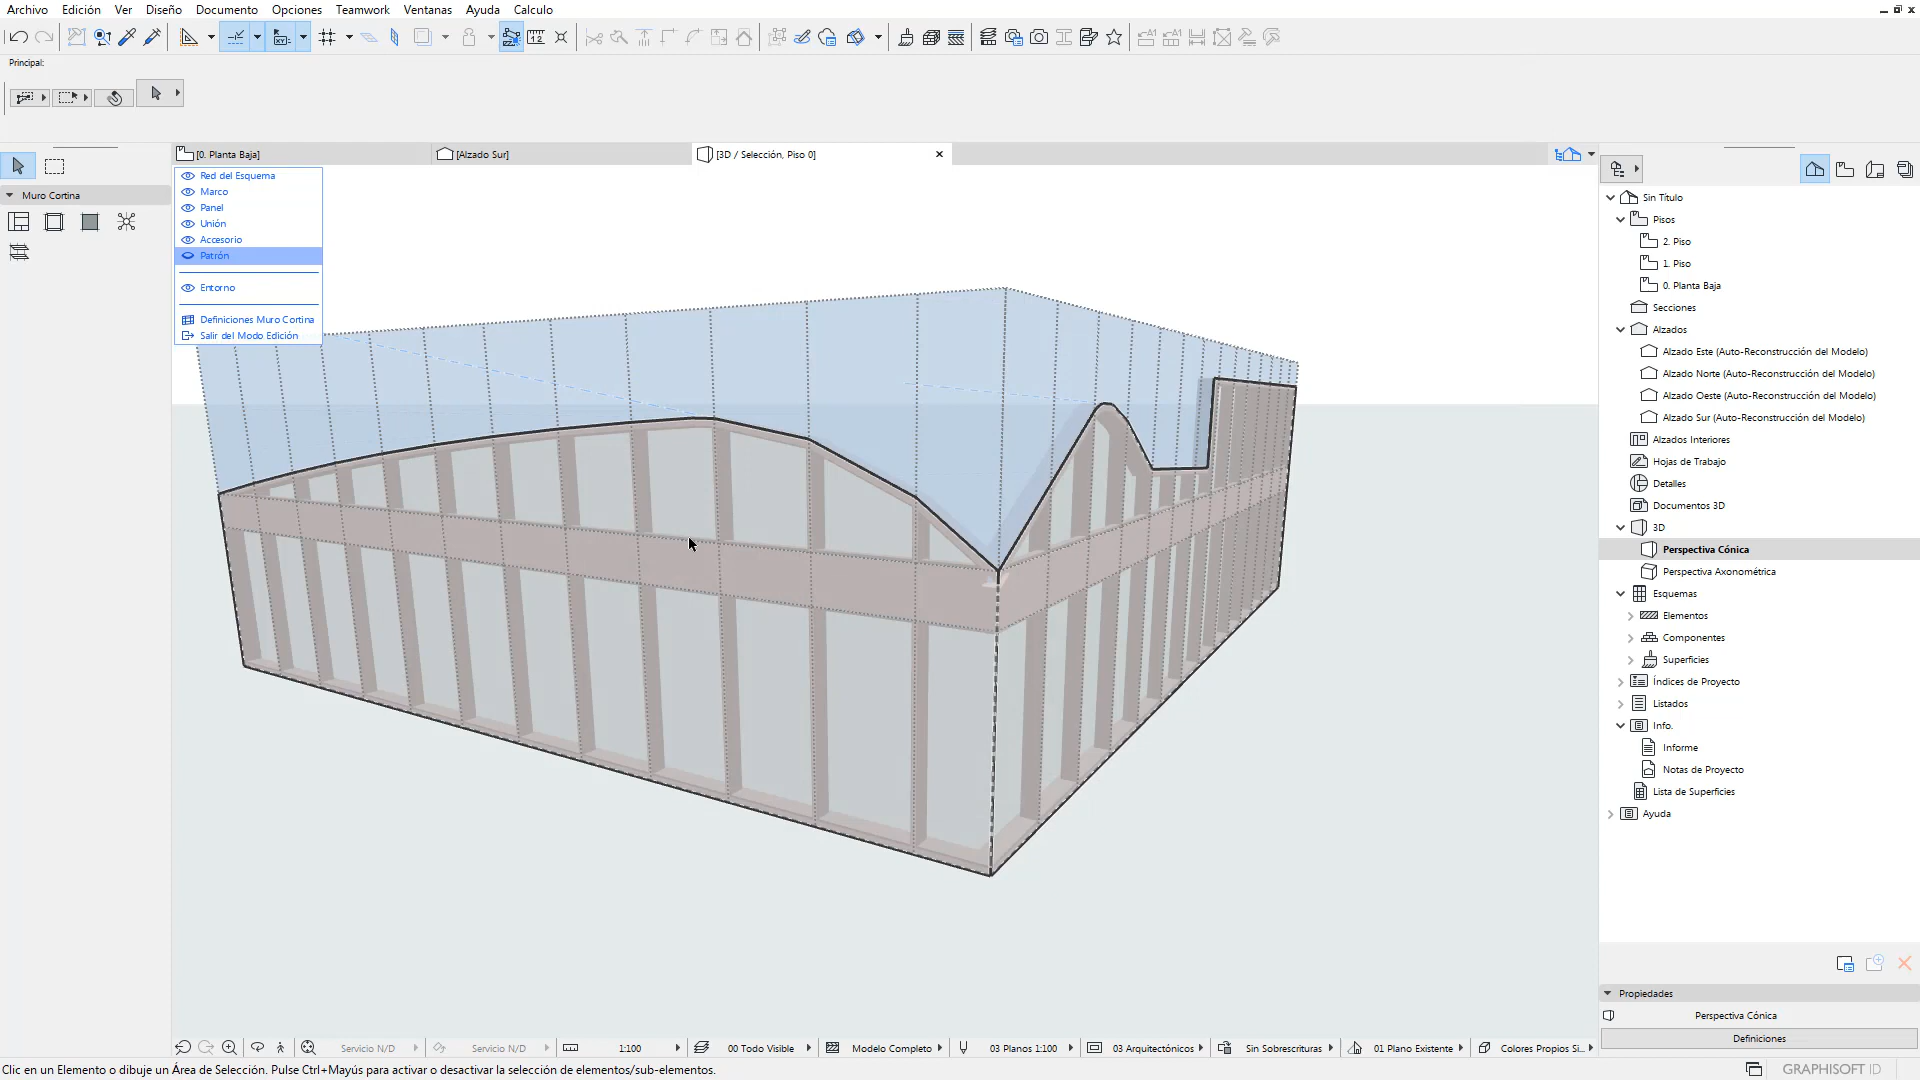 Archivo Edición Ver Diseño Documento Opciones Teamwork Ventanas Ayuda Calculo
Principal:
[0. Planta Baja] [Alzado Sur] [3D / Selección, Piso 0]
Muro Cortina
Red del Esquema
Marco
Panel
Unión
Accesorio
Patrón
Entorno
Definiciones Muro Cortina
Salir del Modo Edición
Sin Título
Pisos
2. Piso
1. Piso
0. Planta Baja
Secciones
Alzados
Alzado Este (Auto-Reconstrucción del Modelo)
Alzado Norte (Auto-Reconstrucción del Modelo)
Alzado Oeste (Auto-Reconstrucción del Modelo)
Alzado Sur (Auto-Reconstrucción del Modelo)
Alzados Interiores
Hojas de Trabajo
Detalles
Documentos 3D
3D
Perspectiva Cónica
Perspectiva Axonométrica
Esquemas
Elementos
Componentes
Superficies
Índices de Proyecto
Listados
Info.
Informe
Notas de Proyecto
Lista de Superficies
Ayuda
Propiedades
Perspectiva Cónica
Definiciones
Servicio N/D Servicio N/D 1:100 00 Todo Visible Modelo Completo 03 Planos 1:100 03 Arquitectónicos Sin Sobrescrituras 01 Plano Existente Colores Propios Si...
Clic en un Elemento o dibuje un Área de Selección. Pulse Ctrl+Mayús para activar o desactivar la selección de elementos/sub-elementos.
GRAPHISOFT ID